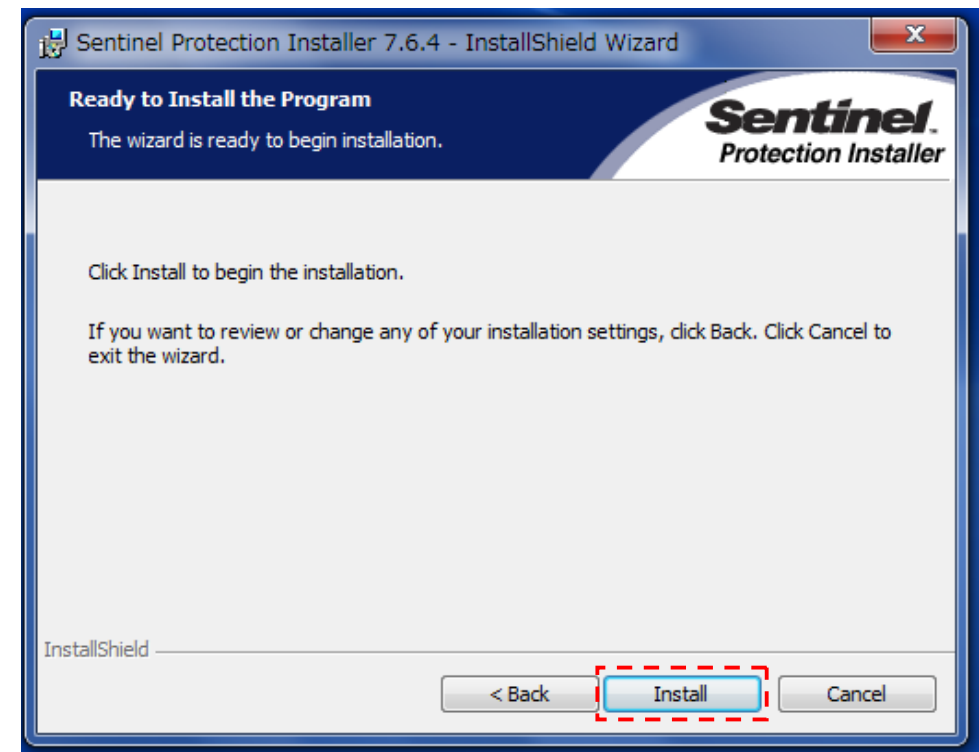 Sentinel Protection Installer 7.6.4 - InstallShield Wizard
x
Ready to Install the Program
The wizard is ready to begin installation.
Sentinel.
Protection Installer
Click Install to begin the installation.
If you want to review or change any of your installation settings, click Back. Click Cancel to
exit the wizard.
InstallShield
< Back
Install
Cancel